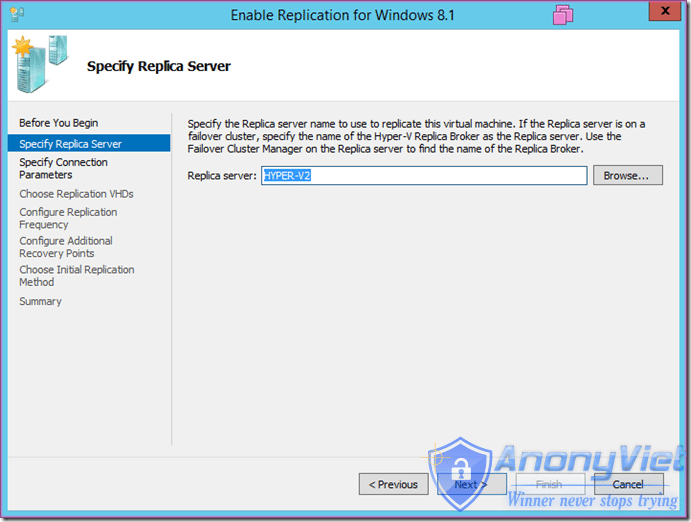 Enable Replication for Windows 8.1
x
Specify Replica Server
Before You Begin
Specify Replica Server
Specify Connection
Parameters
Choose Replication VHDs
Configure Replication
Frequency
Configure Additional
Recovery Points
Choose Initial Replication
Method
Summary
Specify the Replica server name to use to replicate this virtual machine. If the Replica server is on a
failover cluster, specify the name of the Hyper-V Replica Broker as the Replica server. Use the
Failover Cluster Manager on the Replica server to find the name of the Replica Broker.
Replica server: HYPER-V2 Browse...
AnonyViet
< Previous Next > Finish Cancel
Winner never stops trying